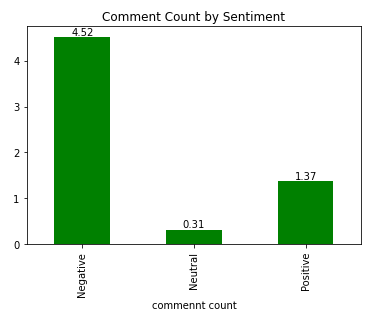 Comment Count by Sentiment
4.52
4
3
2
1.37
1
0.31
0
Negative
Neutral
Positive
commennt count